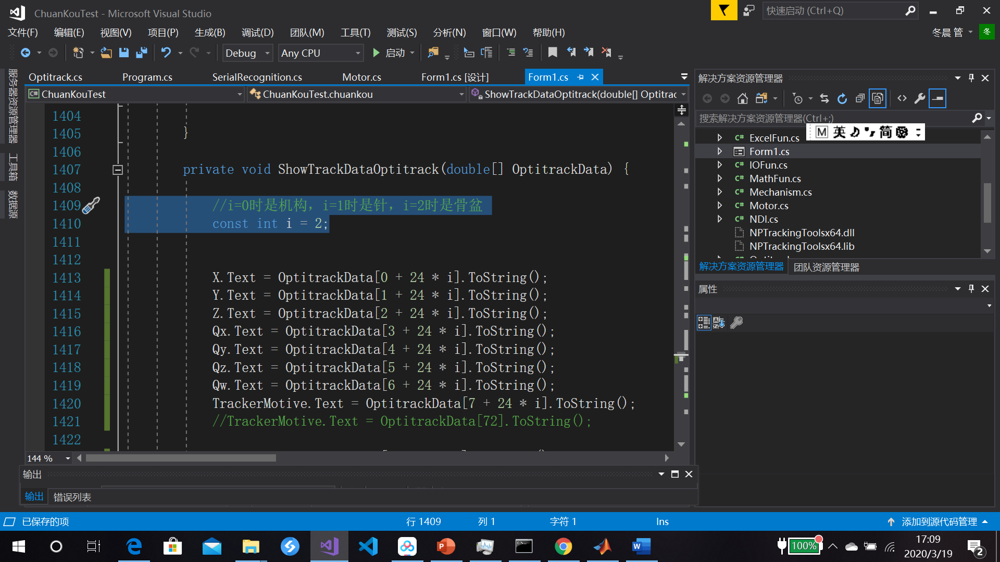 ChuanKouTest - Microsoft Visual Studio
快速启动 (Ctrl+Q)
文件(F) 编辑(E) 视图(V) 项目(P) 生成(B) 调试(D) 团队(M) 工具(T) 测试(S) 分析(N) 窗口(W) 帮助(H)
冬晨 管 冬
Debug Any CPU 启动
服务器资源管理器
工具箱
数据源
Optitrack.cs Program.cs SerialRecognition.cs Motor.cs Form1.cs [设计] Form1.cs
ChuanKouTest ChuanKouTest.chuankou ShowTrackDataOptitrack(double[] Optitrac
1404
1405 }
1406
1407 private void ShowTrackDataOptitrack(double[] OptitrackData) {
1408
1409 //i=0时是机构, i=1时是针, i=2时是骨盆
1410 const int i = 2;
1411
1412
1413 X.Text = OptitrackData[0 + 24 * i].ToString();
1414 Y.Text = OptitrackData[1 + 24 * i].ToString();
1415 Z.Text = OptitrackData[2 + 24 * i].ToString();
1416 Qx.Text = OptitrackData[3 + 24 * i].ToString();
1417 Qy.Text = OptitrackData[4 + 24 * i].ToString();
1418 Qz.Text = OptitrackData[5 + 24 * i].ToString();
1419 Qw.Text = OptitrackData[6 + 24 * i].ToString();
1420 TrackerMotive.Text = OptitrackData[7 + 24 * i].ToString();
1421 //TrackerMotive.Text = OptitrackData[72].ToString();
1422
144 %
输出
输出 错误列表
解决方案资源管理器
搜索解决方案资源管理器(Ctrl+;)
M 英 简
C# ExcelFun.cs
Form1.cs
C# IOFun.cs
C# MathFun.cs
C# Mechanism.cs
C# Motor.cs
C# NDI.cs
NPTrackingToolsx64.dll
NPTrackingToolsx64.lib
解决方案资源管理器 团队资源管理器
属性
已保存的项 行 1409 列 1 字符 1 Ins 添加到源代码管理
100%
17:09
2020/3/19
2